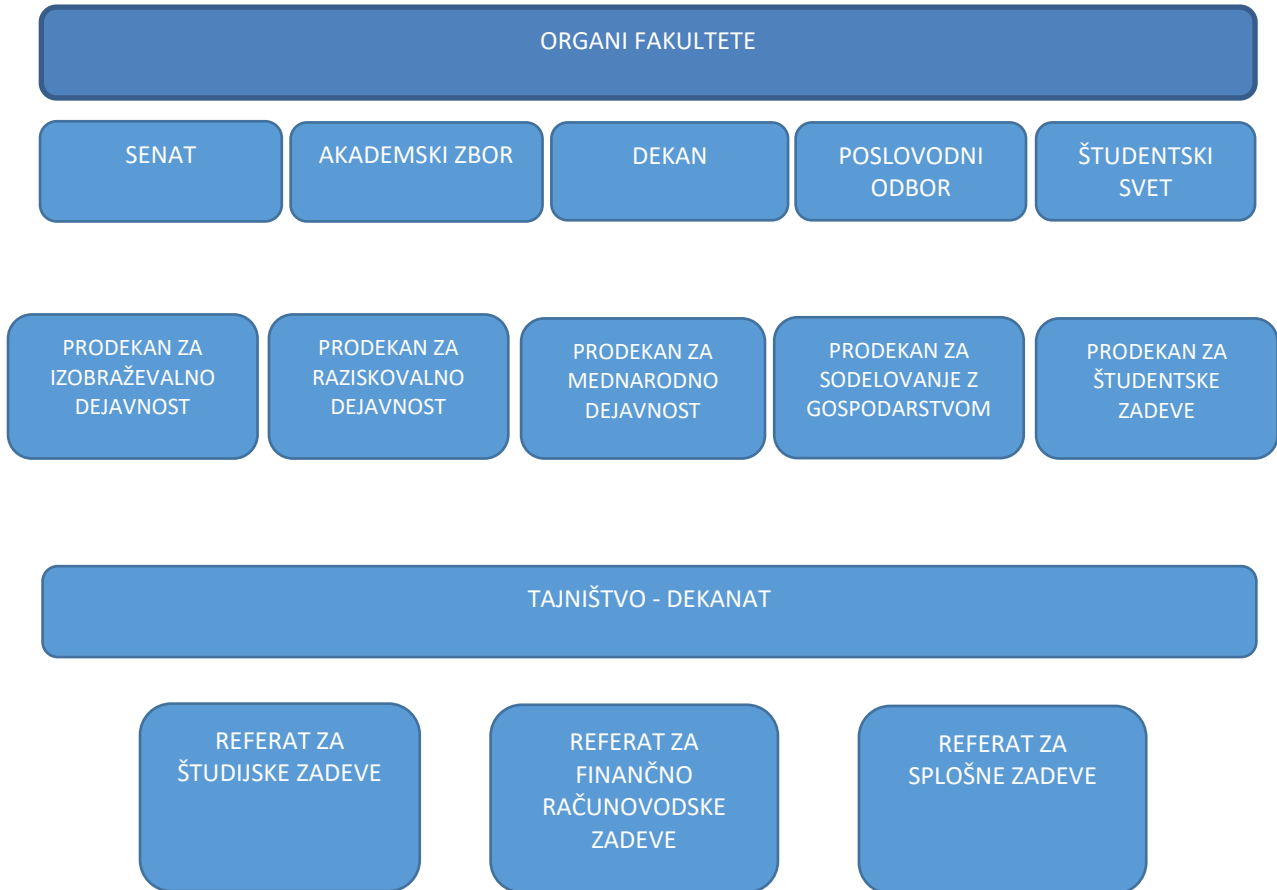 ORGANI FAKULTETE
SENAT
AKADEMSKI ZBOR
DEKAN
POSLOVODNI
ODBOR
ŠTUDENTSKI
SVET
PRODEKAN ZA
IZOBRAŽEVALNO
DEJAVNOST
PRODEKAN ZA
RAZISKOVALNO
DEJAVNOST
PRODEKAN ZA
MEDNARODNO
DEJAVNOST
PRODEKAN ZA
SODELOVANJE Z
GOSPODARSTVOM
PRODEKAN ZA
ŠTUDENTSKE
ZADEVE
TAJNIŠTVO - DEKANAT
REFERAT ZA
ŠTUDIJSKE ZADEVE
REFERAT ZA
FINANČNO
RAČUNOVODSKE
ZADEVE
REFERAT ZA
SPLOŠNE ZADEVE